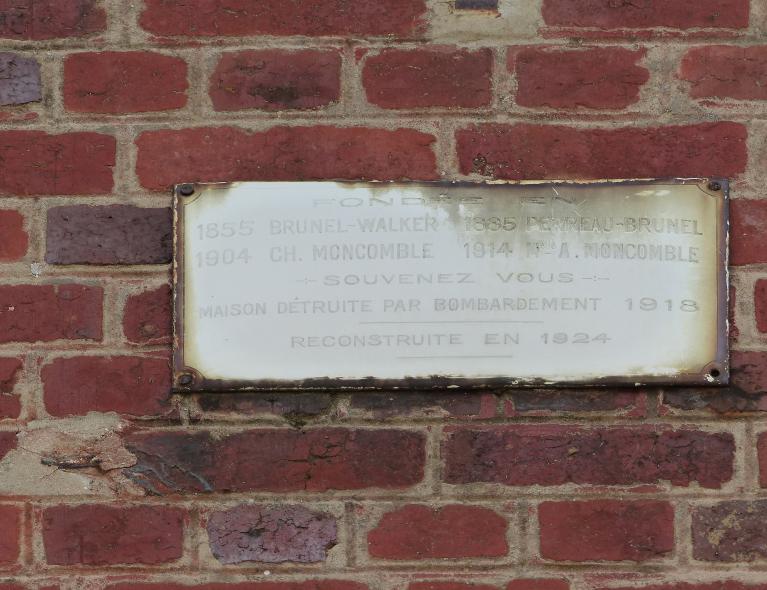 FONDÉE EN
1855 BRUNEL-WALKER 1885 PERREAU-BRUNEL
1904 CH. MONCOMBLE 1914 A. MONCOMBLE
SOUVENEZ VOUS
MAISON DÉTRUITE PAR BOMBARDEMENT 1918
RECONSTRUITE EN 1924